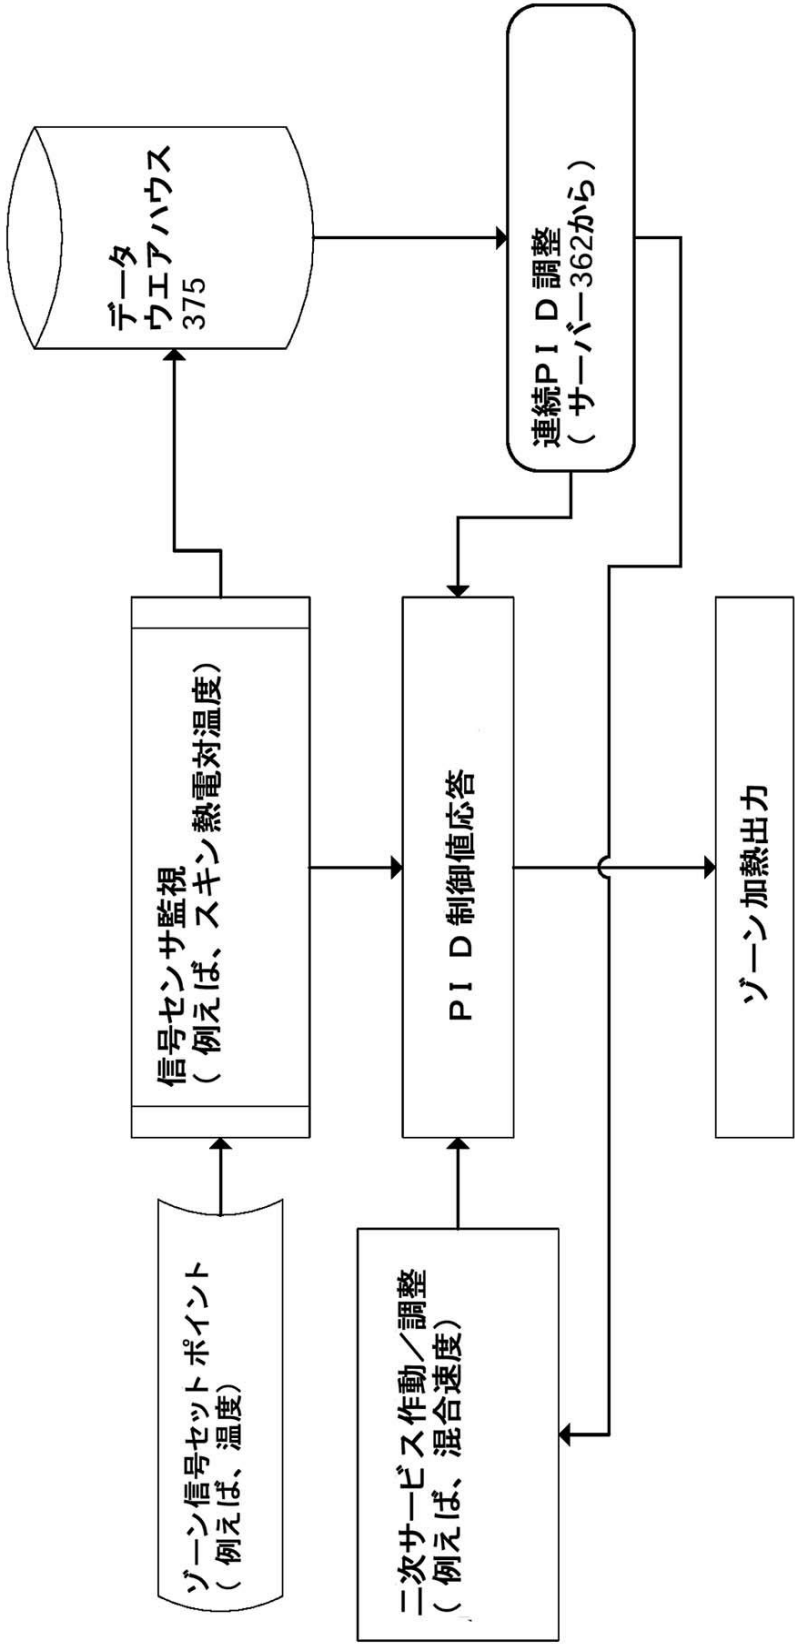 ゾーン信号セットポイント
（例えば、温度）
信号センサ監視
（例えば、スキン熱電対温度）
データ
ウエアハウス
375
二次サービス作動／調整
（例えば、混合速度）
ＰＩＤ制御値応答
連続ＰＩＤ調整
（サーバー362から）
ゾーン加熱出力